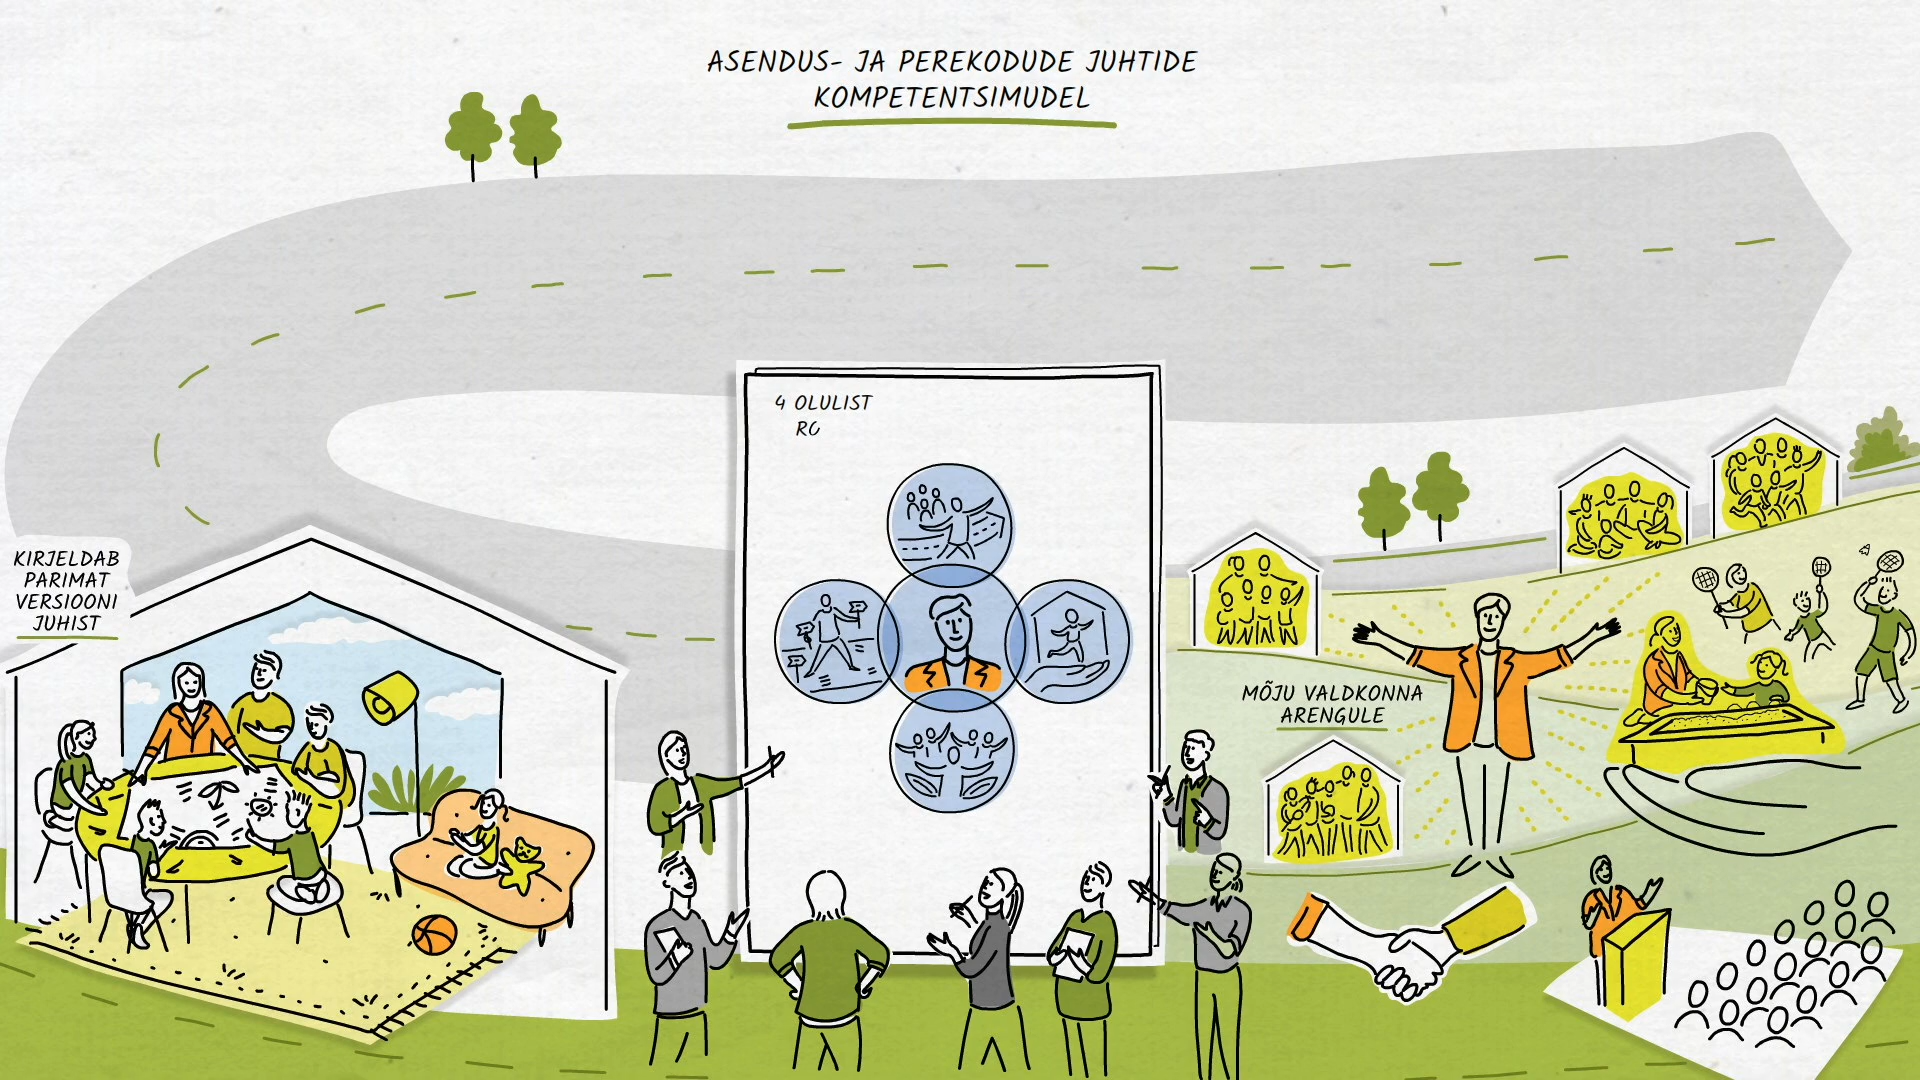 ASENDUS- JA PEREKODUDE JUHTIDE
KOMPETENTSIMUDEL
4 OLULIST
RO
KIRJELDAB
PARIMAT
VERSIOONI
JUHIST
MÕJU VALDKONNA
ARENGULE